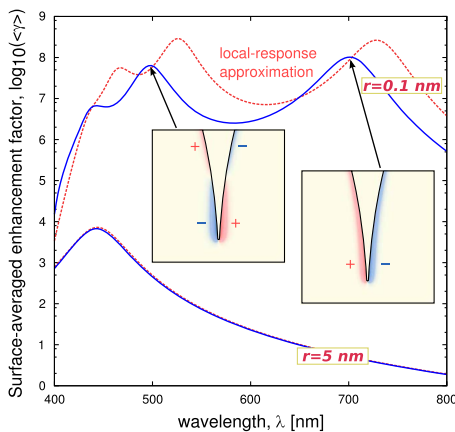 Surface-averaged enhancement factor, log10(<γ>)
9
8
7
6
5
4
3
2
1
0
local-response
approximation
r=0.1 nm
+ −
− +
+ −
r=5 nm
400 500 600 700 800
wavelength, λ [nm]